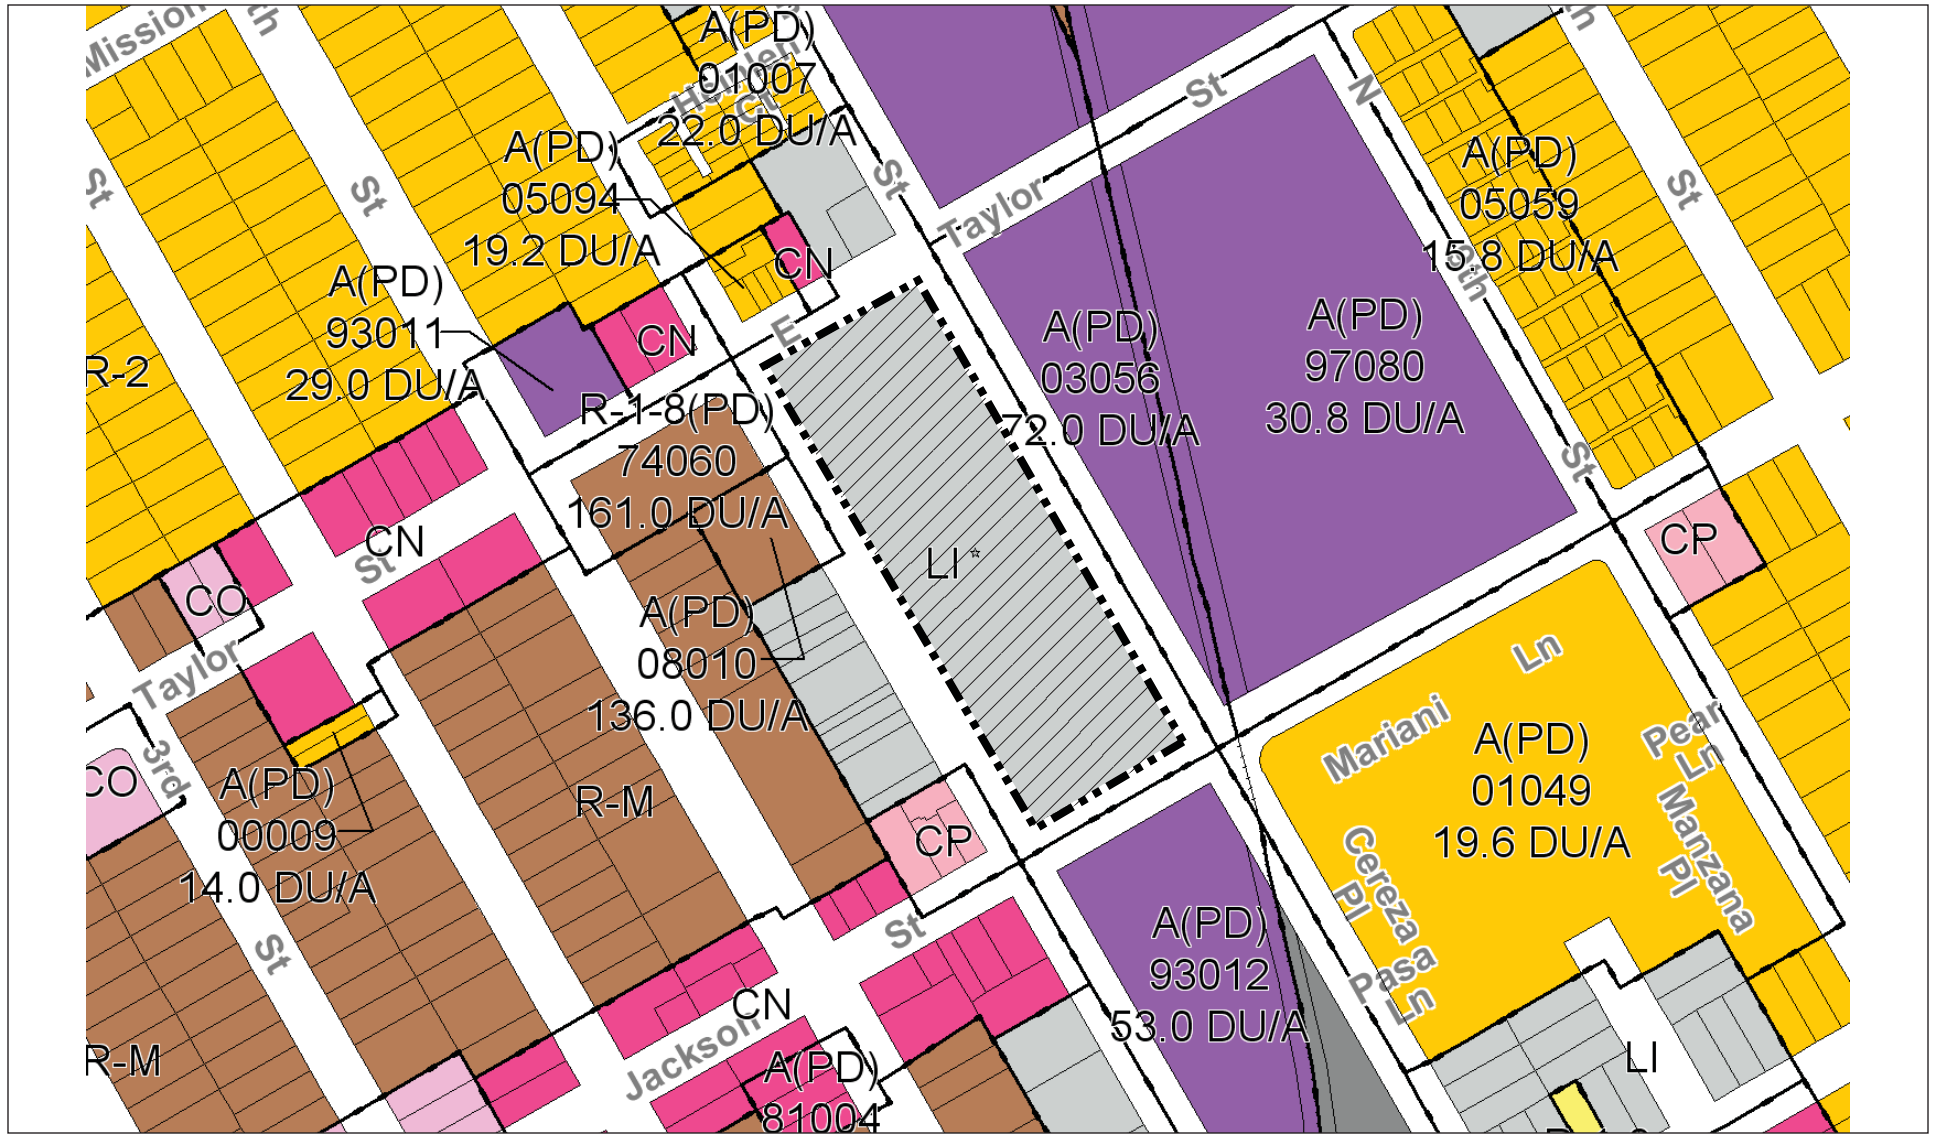 Mission
th
A(PD)
01007
22.0 DU/A
Ct
th
St
St
St
St
N
St
Taylor
A(PD)
05094
19.2 DU/A
A(PD)
05059
15.8 DU/A
CN
A(PD)
93011
29.0 DU/A
CN
E
R-2
A(PD)
03056
72.0 DU/A
A(PD)
97080
30.8 DU/A
R-1-8(PD)
74060
161.0 DU/A
St
CN
St
CP
LI
CO
A(PD)
08010
136.0 DU/A
Taylor
3rd
CO
A(PD)
00009
14.0 DU/A
R-M
CP
Ln
Mariani
Pear
Ln
A(PD)
01049
19.6 DU/A
Manzana
Pl
Cereza
Pl
Pasa
Ln
St
St
A(PD)
93012
53.0 DU/A
CN
Jackson
R-M
A(PD)
81004
LI